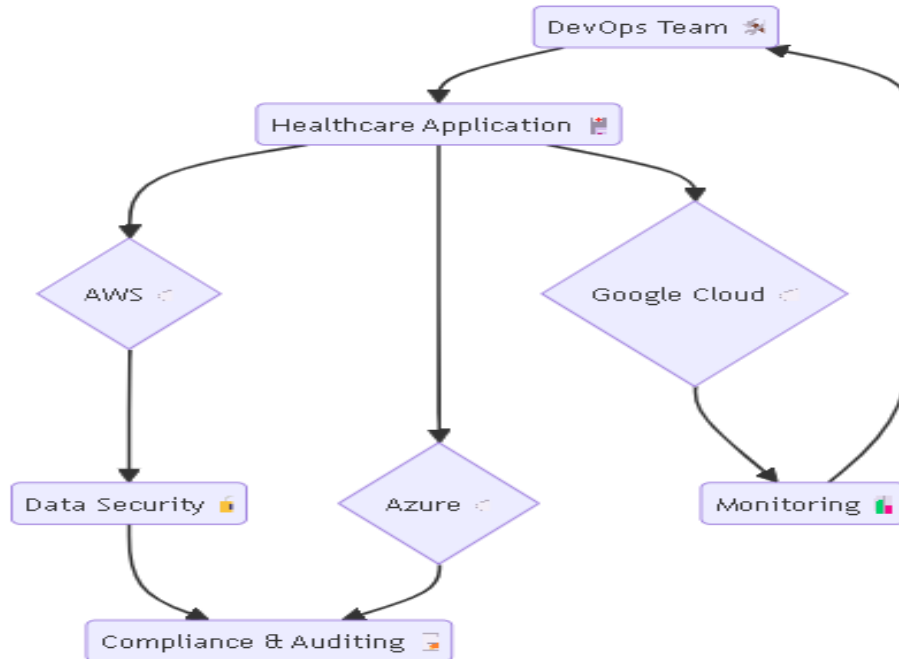 DevOps Team
Healthcare Application
AWS
Google Cloud
Data Security
Azure
Monitoring
Compliance & Auditing